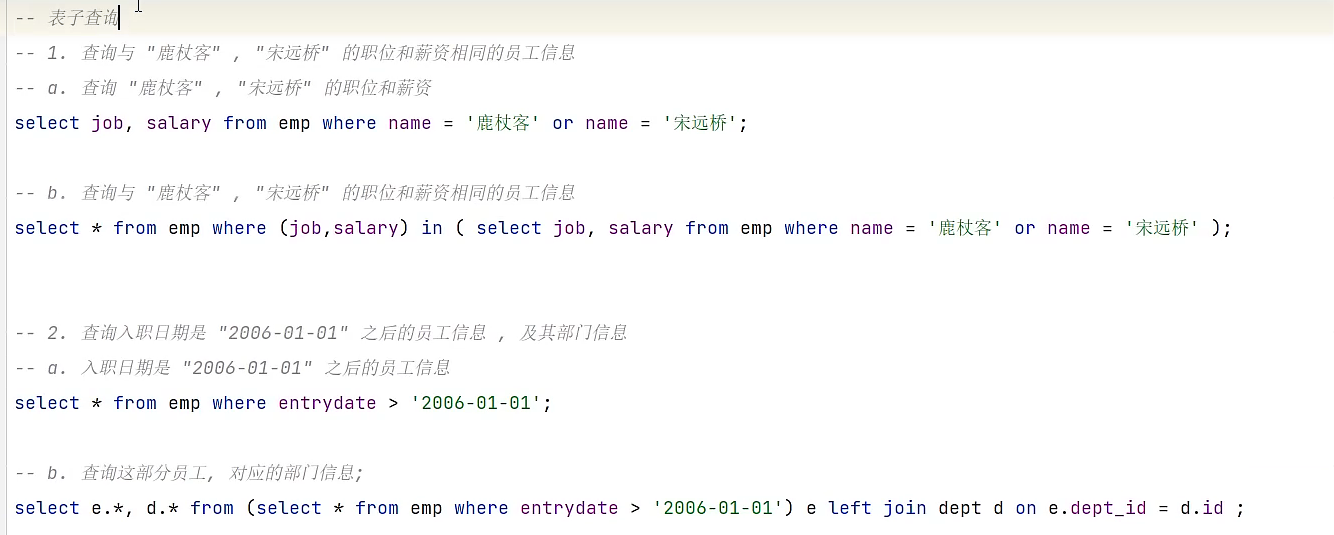 -- 表子查询
-- 1. 查询与 "鹿杖客" , "宋远桥" 的职位和薪资相同的员工信息
-- a. 查询 "鹿杖客" , "宋远桥" 的职位和薪资
select job, salary from emp where name = '鹿杖客' or name = '宋远桥';
-- b. 查询与 "鹿杖客" , "宋远桥" 的职位和薪资相同的员工信息
select * from emp where (job,salary) in ( select job, salary from emp where name = '鹿杖客' or name = '宋远桥' );
-- 2. 查询入职日期是 "2006-01-01" 之后的员工信息 , 及其部门信息
-- a. 入职日期是 "2006-01-01" 之后的员工信息
select * from emp where entrydate > '2006-01-01';
-- b. 查询这部分员工, 对应的部门信息;
select e.*, d.* from (select * from emp where entrydate > '2006-01-01') e left join dept d on e.dept_id = d.id ;